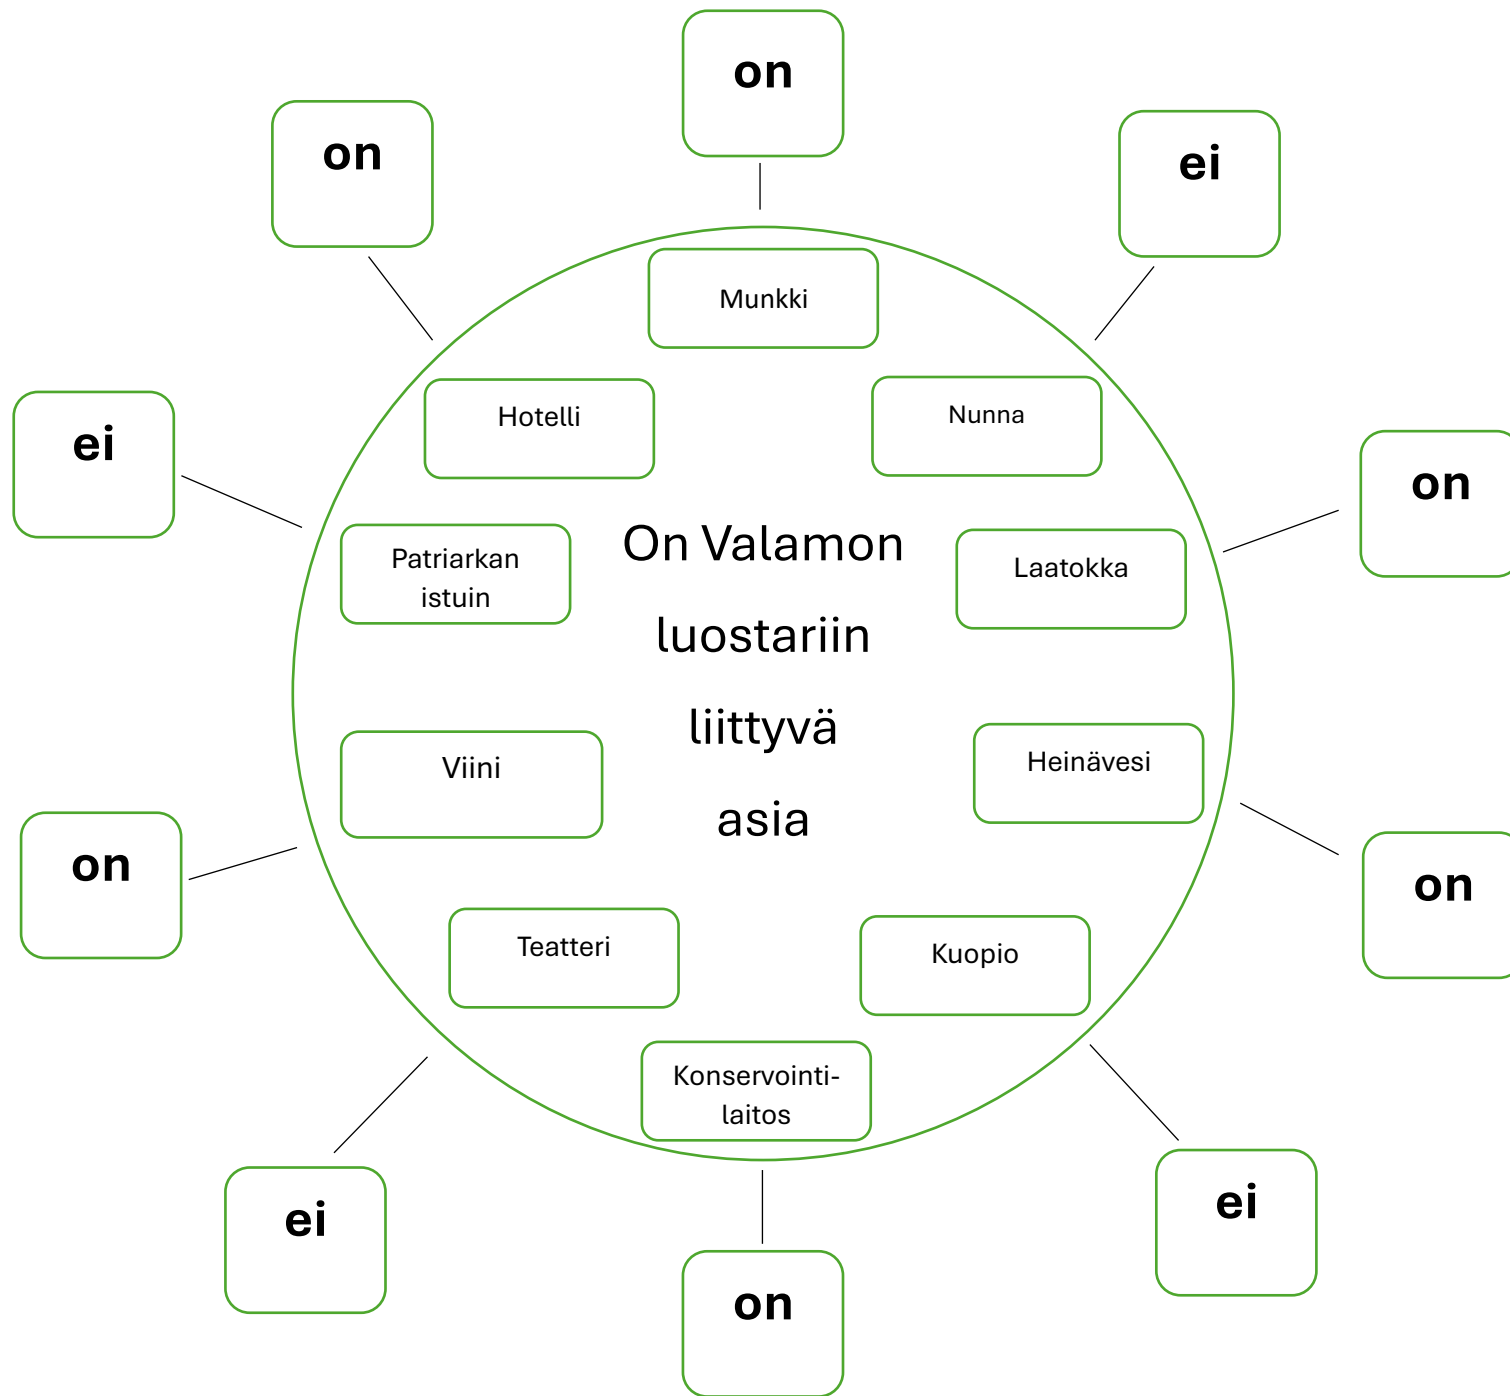 on
on
ei
Munkki
Hotelli
Nunna
ei
on
Patriarkan
istuin
On Valamon
luostariin
liittyvä
asia
Laatokka
Viini
Heinävesi
on
on
Teatteri
Kuopio
Konservointi-
laitos
ei
ei
on